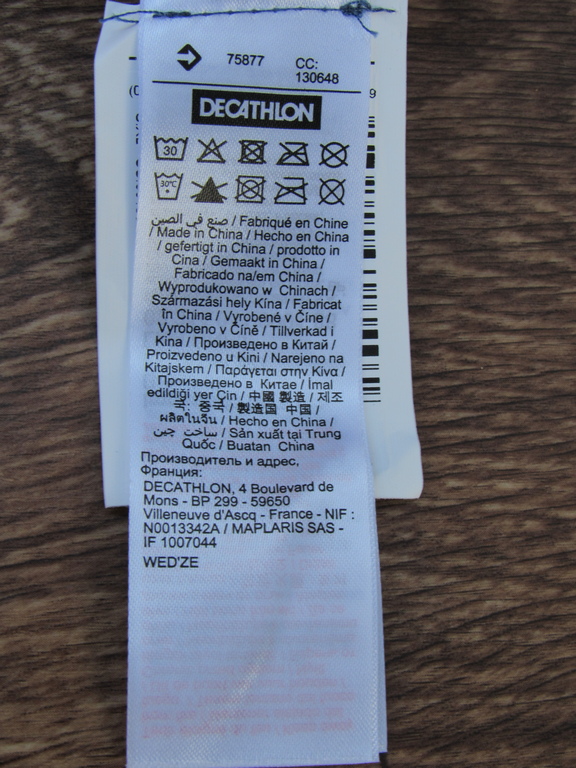 75877 CC:
130648
DECATHLON
30
30°C
صنع في الصين / Fabriqué en Chine
/ Made in China / Hecho en China
/ gefertigt in China / prodotto in
Cina / Gemaakt in China /
Fabricado na/em China /
Wyprodukowano w Chinach /
Származási hely Kína / Fabricat
în China / Vyrobené v Číne /
Vyrobeno v Číně / Tillverkad i
Kina / Произведено в Китай /
Proizvedeno u Kini / Narejeno na
Kitajskem / Παράγεται στην Κίνα /
Произведено в Китае / İmal
edildiği yer Çin / 中國 製造 / 제조
국: 중국 / 製造国 中国 /
ผลิตในจีน / Hecho en China /
ساخت چین / Sản xuất tại Trung
Quốc / Buatan China
Производитель и адрес,
Франция:
DECATHLON, 4 Boulevard de
Mons - BP 299 - 59650
Villeneuve d'Ascq - France - NIF :
N0013342A / MAPLARIS SAS -
IF 1007044
WED'ZE